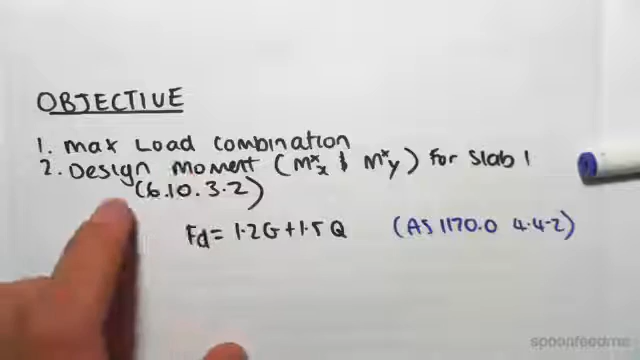 OBJECTIVE
1. Max Load Combination
2. Design Moment (M*x & M*y) for Slab 1
(6.10.3.2)
Fd = 1.2G + 1.5Q (AS 1170.0 4.4.2)
spoonfeedme